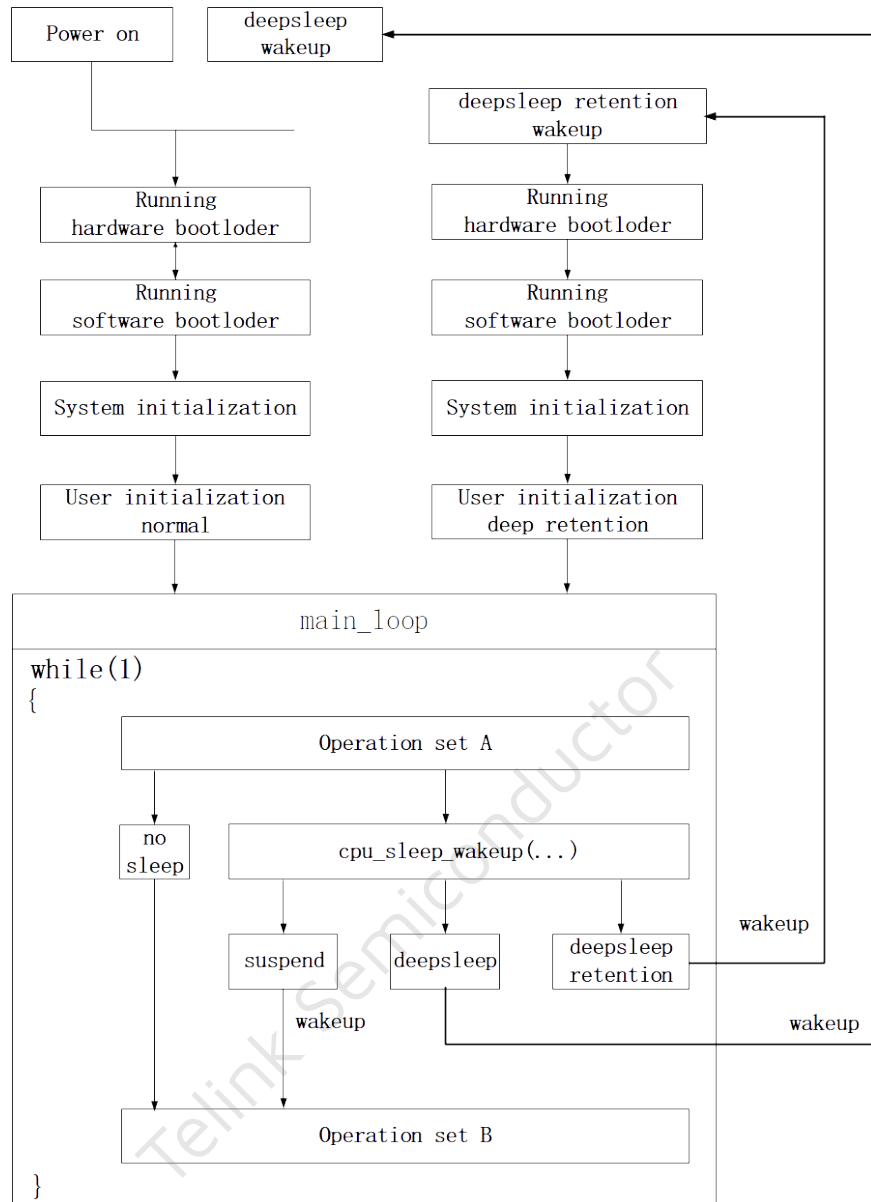 Power on
deepsleep
wakeup
deepsleep retention
wakeup
Running
hardware bootloder
Running
hardware bootloder
Running
software bootloder
Running
software bootloder
System initialization
System initialization
User initialization
normal
User initialization
deep retention
main_loop
while(1)
{
Operation set A
no
sleep
cpu_sleep_wakeup(...)
suspend
deepsleep
deepsleep
retention
wakeup
wakeup
wakeup
Operation set B
}
Telink Semiconductor